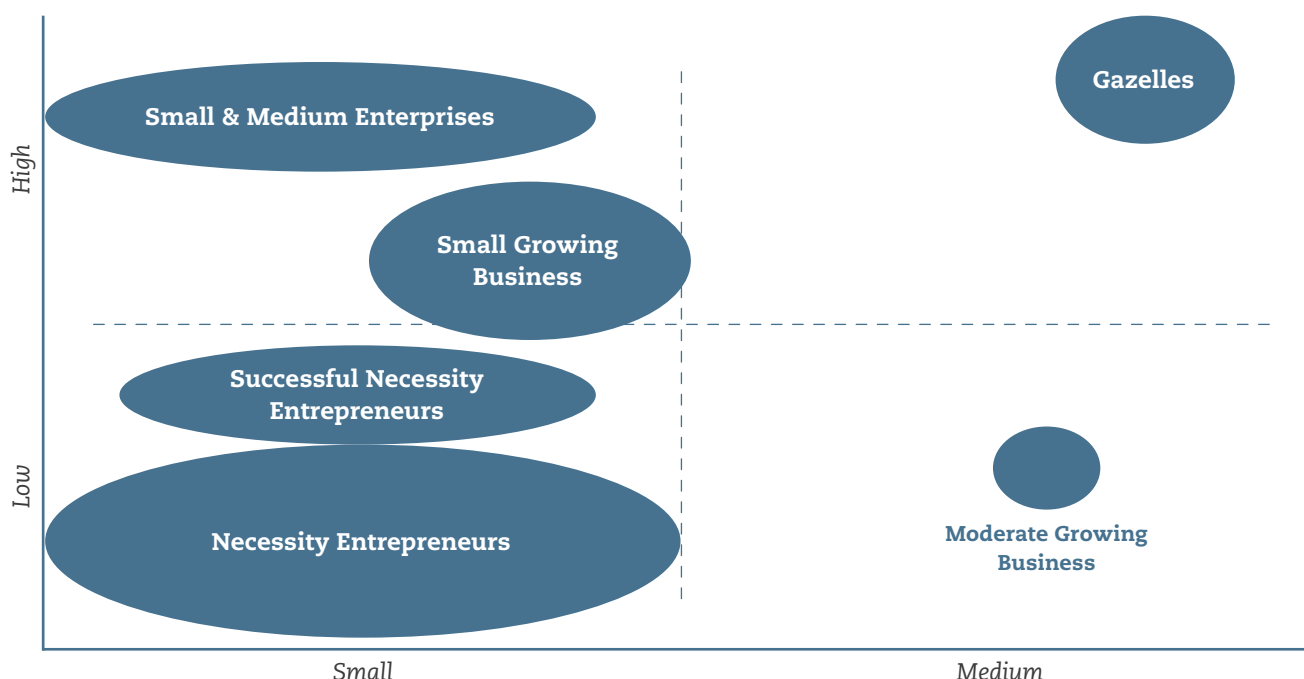 Gazelles
Small & Medium Enterprises
High
Small Growing
Business
Successful Necessity
Entrepreneurs
Low
Necessity Entrepreneurs
Moderate Growing
Business
Small
Medium